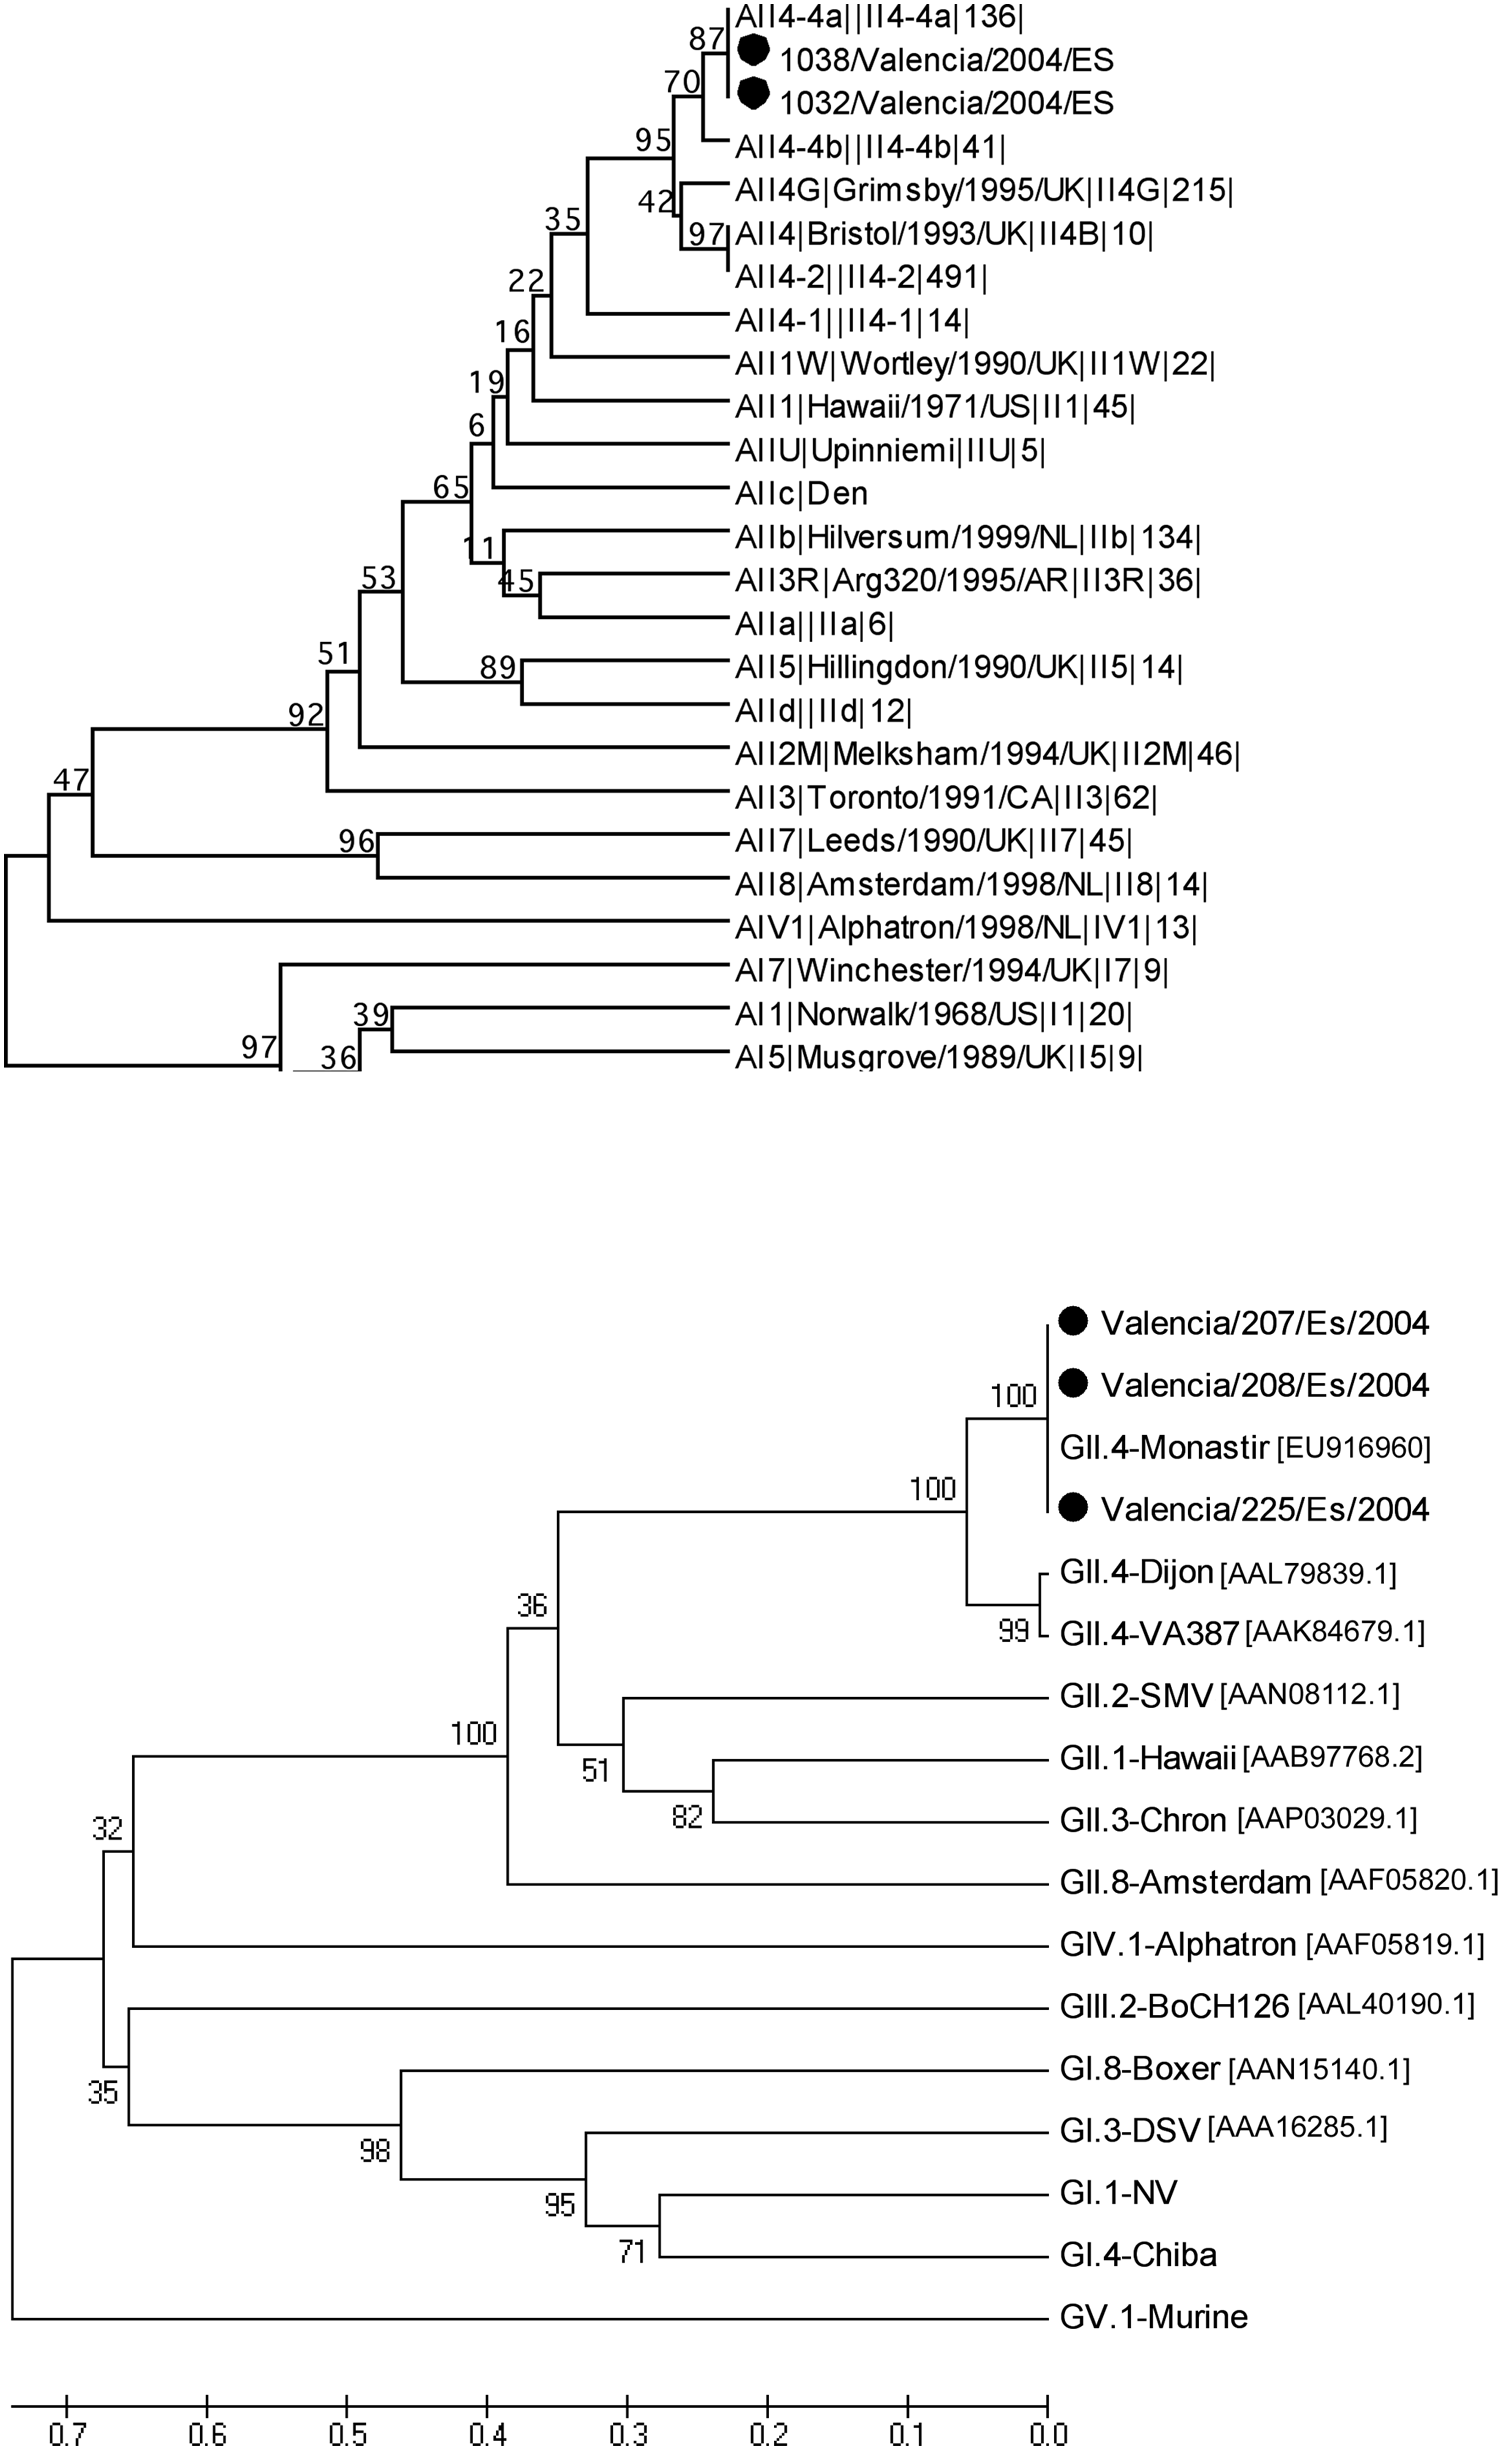 AII4-4a||II4-4a|136|
87
1038/Valencia/2004/ES
70
1032/Valencia/2004/ES
95
AII4-4b||II4-4b|41|
AII4G|Grimsby/1995/UK|II4G|215|
42
35
97
AII4|Bristol/1993/UK|II4B|10|
AII4-2||II4-2|491|
22
16
AII4-1||II4-1|14|
AII1W|Wortley/1990/UK|II1W|22|
19
AII1|Hawaii/1971/US|II1|45|
6
AIIU|Upinniemi|IIU|5|
65
AIIc|Den
11
AIIb|Hilversum/1999/NL|IIb|134|
53
45
AII3R|Arg320/1995/AR|II3R|36|
AIIa||IIa|6|
51
89
AII5|Hillingdon/1990/UK|II5|14|
92
AIId||IId|12|
AII2M|Melksham/1994/UK|II2M|46|
47
AII3|Toronto/1991/CA|II3|62|
96
AII7|Leeds/1990/UK|II7|45|
AII8|Amsterdam/1998/NL|II8|14|
AIV1|Alphatron/1998/NL|IV1|13|
AI7|Winchester/1994/UK|I7|9|
39
AI1|Norwalk/1968/US|I1|20|
97
36
AI5|Musgrove/1989/UK|I5|9|
Valencia/207/Es/2004
100
Valencia/208/Es/2004
GII.4-Monastir [EU916960]
100
Valencia/225/Es/2004
GII.4-Dijon [AAL79839.1]
36
99
GII.4-VA387 [AAK84679.1]
GII.2-SMV [AAN08112.1]
100
51
GII.1-Hawaii [AAB97768.2]
82
GII.3-Chron [AAP03029.1]
32
GII.8-Amsterdam [AAF05820.1]
GIV.1-Alphatron [AAF05819.1]
GIII.2-BoCH126 [AAL40190.1]
35
GI.8-Boxer [AAN15140.1]
98
GI.3-DSV [AAA16285.1]
95
GI.1-NV
71
GI.4-Chiba
GV.1-Murine
0.7 0.6 0.5 0.4 0.3 0.2 0.1 0.0